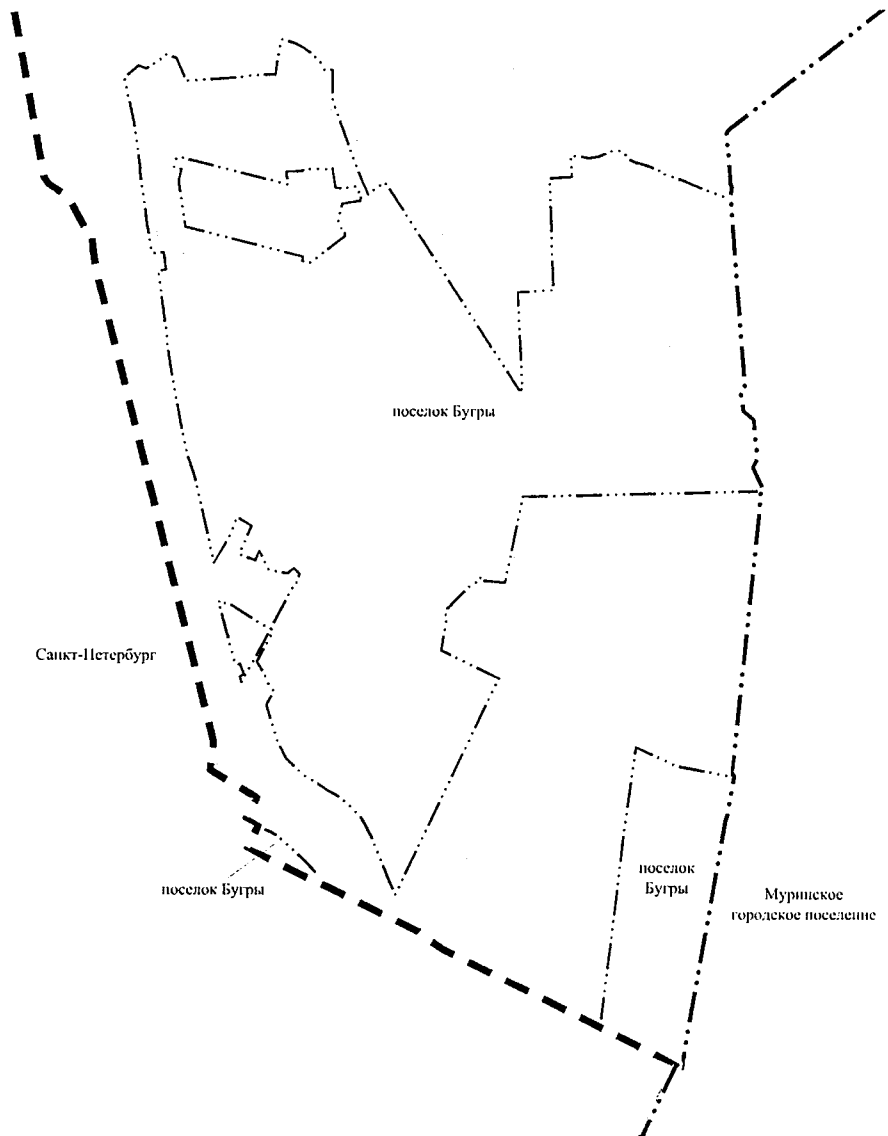 поселок Бугры
Санкт-Петербург
поселок Бугры
поселок
Бугры
Муринское
городское поселение